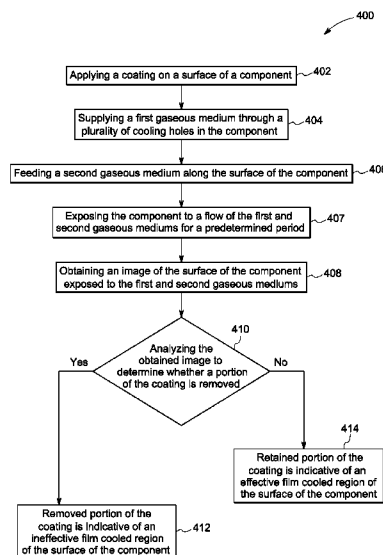 400
Applying a coating on a surface of a component
402
Supplying a first gaseous medium through a
plurality of cooling holes in the component
404
Feeding a second gaseous medium along the surface of the component
406
Exposing the component to a flow of the first and
second gaseous mediums for a predetermined period
407
Obtaining an image of the surface of the component
exposed to the first and second gaseous mediums
408
410
Yes
Analyzing the
obtained image to
determine whether a portion
of the coating is removed
No
414
Retained portion of the
coating is indicative of an
effective film cooled region of
the surface of the component
Removed portion of the
coating is Indicative of an
ineffective film cooled region
of the surface of the component
412